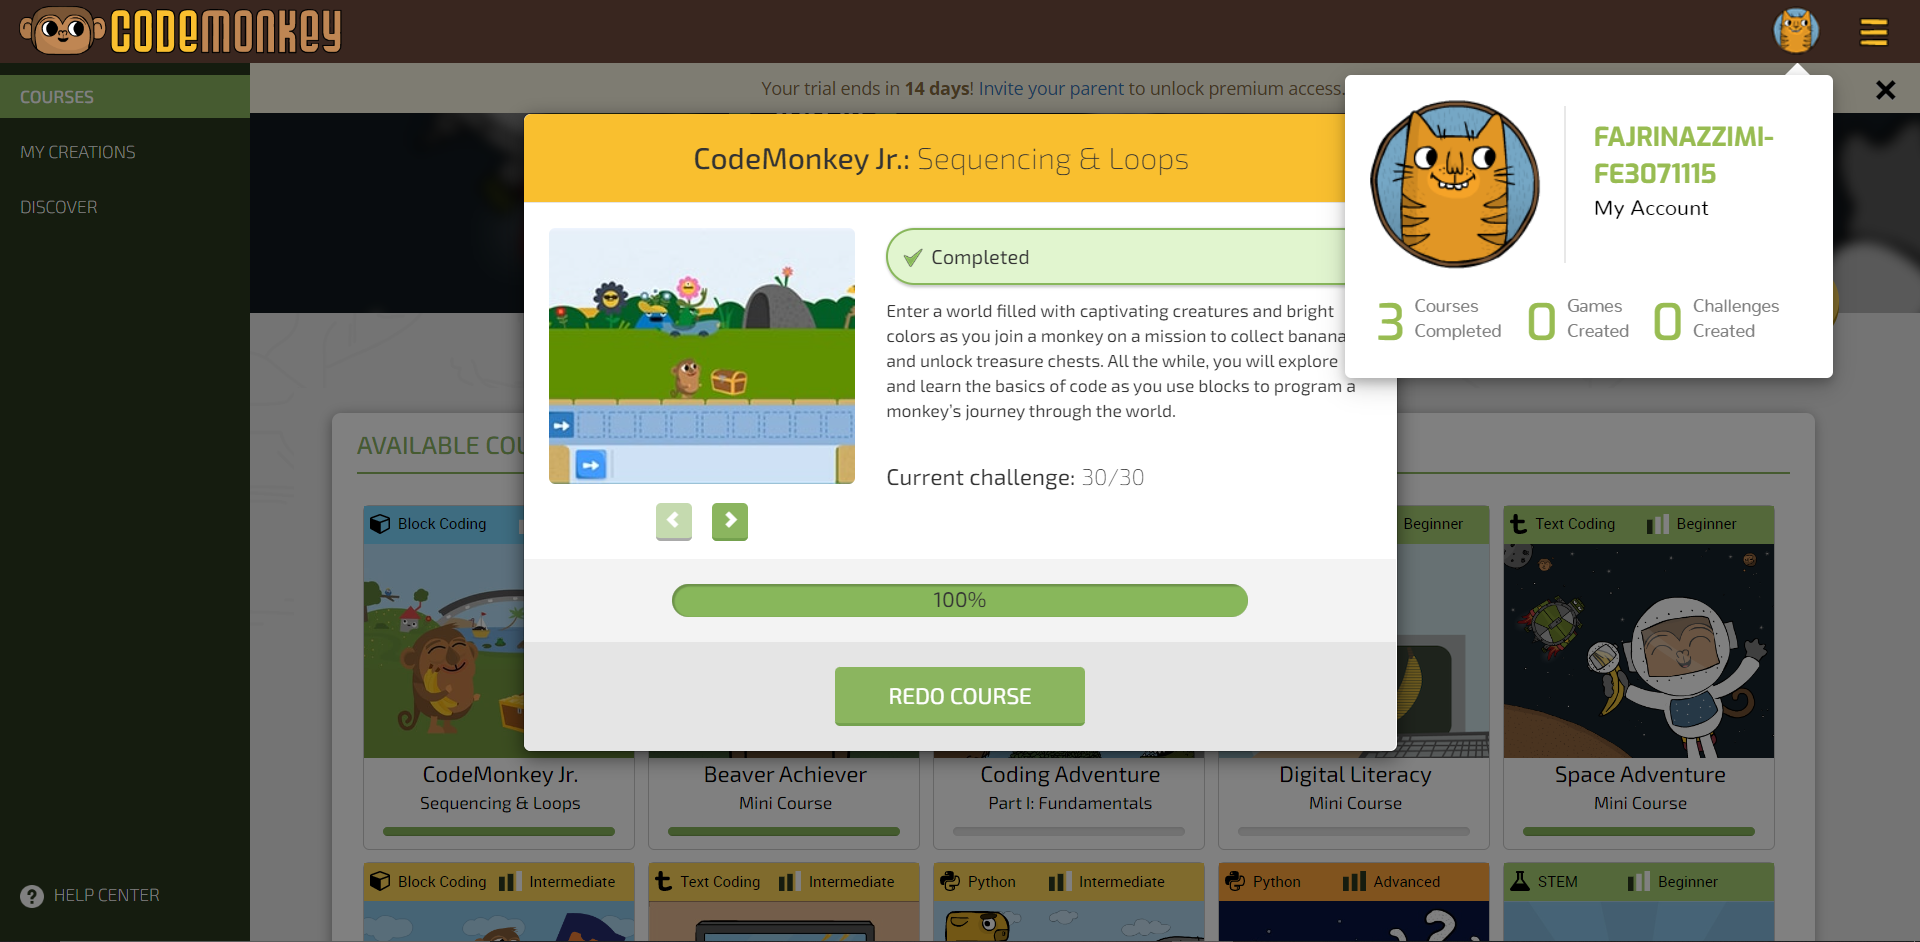 CODEMONKEY
COURSES
MY CREATIONS
DISCOVER
HELP CENTER
Your trial ends in 14 days! Invite your parent to unlock premium access.
FAJRINAZZIMI-
FE3071115
My Account
3 Courses Completed
0 Games Created
0 Challenges Created
CodeMonkey Jr.: Sequencing & Loops
Completed
Enter a world filled with captivating creatures and bright
colors as you join a monkey on a mission to collect banana
and unlock treasure chests. All the while, you will explore
and learn the basics of code as you use blocks to program a
monkey's journey through the world.
Current challenge: 30/30
100%
REDO COURSE
AVAILABLE COU
Block Coding
Beginner
Text Coding Beginner
CodeMonkey Jr.
Sequencing & Loops
Beaver Achiever
Mini Course
Coding Adventure
Part I: Fundamentals
Digital Literacy
Mini Course
Space Adventure
Mini Course
Block Coding Intermediate
Text Coding Intermediate
Python Intermediate
Python Advanced
STEM Beginner